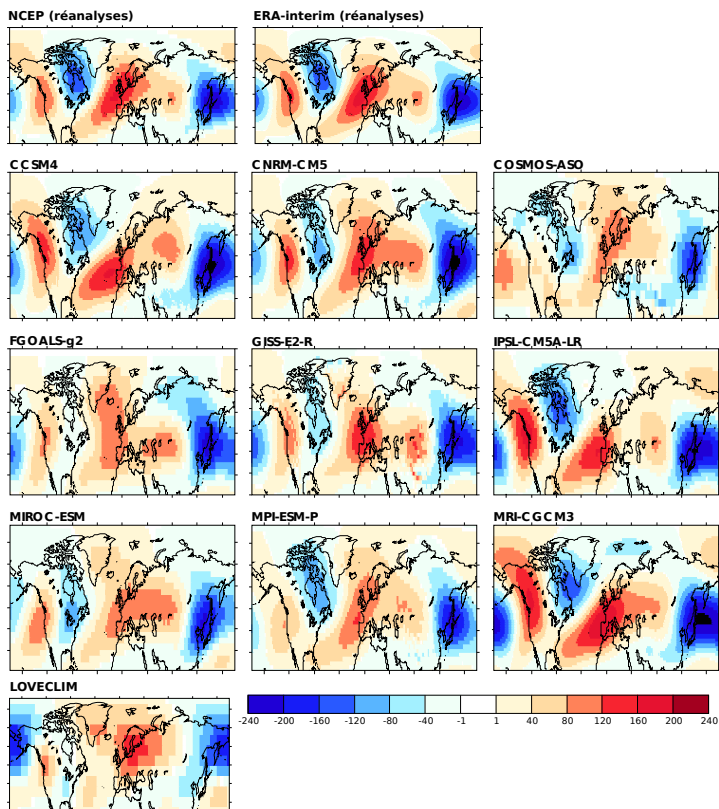 NCEP (réanalyses) ERA-interim (réanalyses)
CCSM4 CNRM-CM5 COSMOS-ASO
FGOALS-g2 GISS-E2-R IPSL-CM5A-LR
MIROC-ESM MPI-ESM-P MRI-CGCM3
LOVECLIM
-240 -200 -160 -120 -80 -40 -1 1 40 80 120 160 200 240